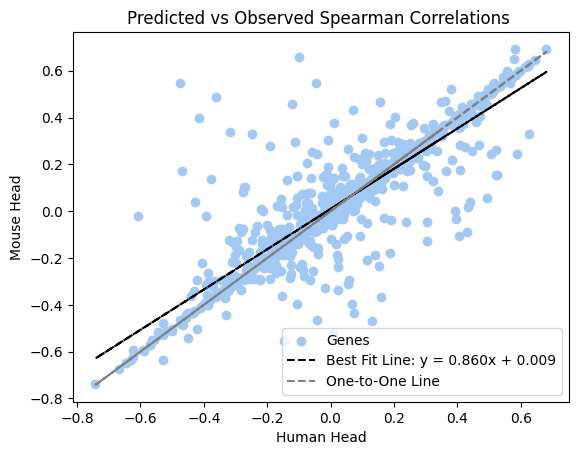 Predicted vs Observed Spearman Correlations
Mouse Head
0.6
0.4
0.2
0.0
−0.2
−0.4
−0.6
−0.8
Genes
Best Fit Line: y = 0.860x + 0.009
One-to-One Line
−0.8 −0.6 −0.4 −0.2 0.0 0.2 0.4 0.6
Human Head